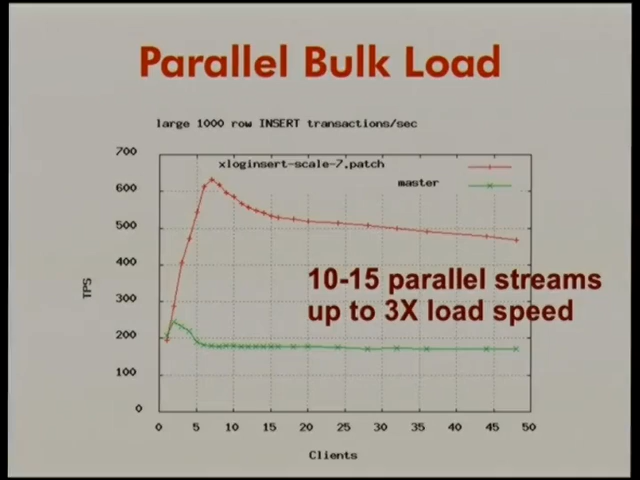 Parallel Bulk Load
large 1000 row INSERT transactions/sec
700
xloginsert-scale-7.patch
600
master
500
400
10-15 parallel streams
TPS
300
up to 3X load speed
200
100
0
0 5 10 15 20 25 30 35 40 45 50
Clients